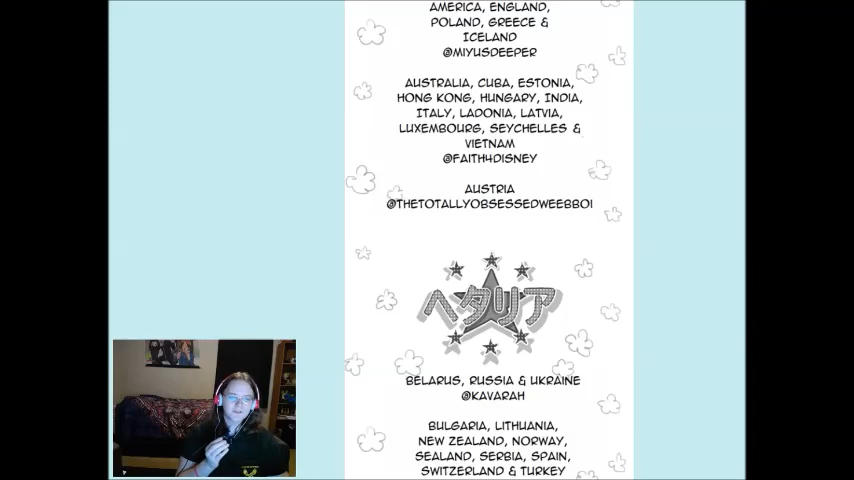 AMERICA, ENGLAND,
POLAND, GREECE &
ICELAND
@MIYUSDEEPER
AUSTRALIA, CUBA, ESTONIA,
HONG KONG, HUNGARY, INDIA,
ITALY, LADONIA, LATVIA,
LUXEMBOURG, SEYCHELLES &
VIETNAM
@FAITH4DISNEY
AUSTRIA
@THETOTALLYOBSESSEDWEEBBOI
ヘタリア
BELARUS, RUSSIA & UKRAINE
@KAVARAH
BULGARIA, LITHUANIA,
NEW ZEALAND, NORWAY,
SEALAND, SERBIA, SPAIN,
SWITZERLAND & TURKEY